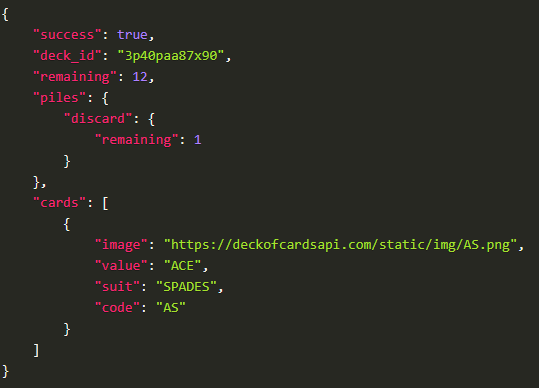 {
    "success": true,
    "deck_id": "3p40paa87x90",
    "remaining": 12,
    "piles": {
        "discard": {
            "remaining": 1
        }
    },
    "cards": [
        {
            "image": "https://deckofcardsapi.com/static/img/AS.png",
            "value": "ACE",
            "suit": "SPADES",
            "code": "AS"
        }
    ]
}